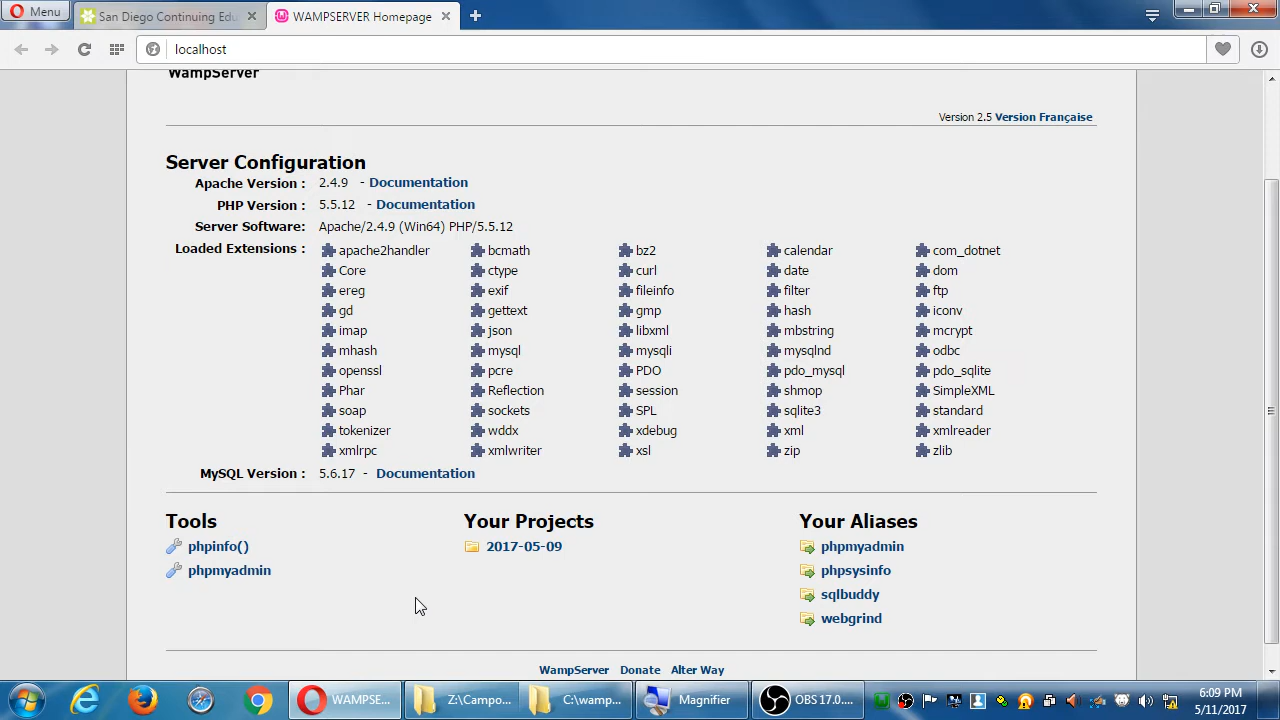 Menu
San Diego Continuing Edu
WAMPSERVER Homepage
localhost
WampServer
Version 2.5 Version Française
Server Configuration
Apache Version : 2.4.9 - Documentation
PHP Version : 5.5.12 - Documentation
Server Software: Apache/2.4.9 (Win64) PHP/5.5.12
Loaded Extensions : apache2handler bcmath bz2 calendar com_dotnet
Core ctype curl date dom
ereg exif fileinfo filter ftp
gd gettext gmp hash iconv
imap json libxml mbstring mcrypt
mhash mysql mysqli mysqlnd odbc
openssl pcre PDO pdo_mysql pdo_sqlite
Phar Reflection session shmop SimpleXML
soap sockets SPL sqlite3 standard
tokenizer wddx xdebug xml xmlreader
xmlrpc xmlwriter xsl zip zlib
MySQL Version : 5.6.17 - Documentation
Tools Your Projects Your Aliases
phpinfo() 2017-05-09 phpmyadmin
phpmyadmin phpsysinfo
sqlbuddy
webgrind
WampServer Donate Alter Way
WAMPSE... Z:\Campo... C:\wamp... Magnifier OBS 17.0.... 6:09 PM
5/11/2017